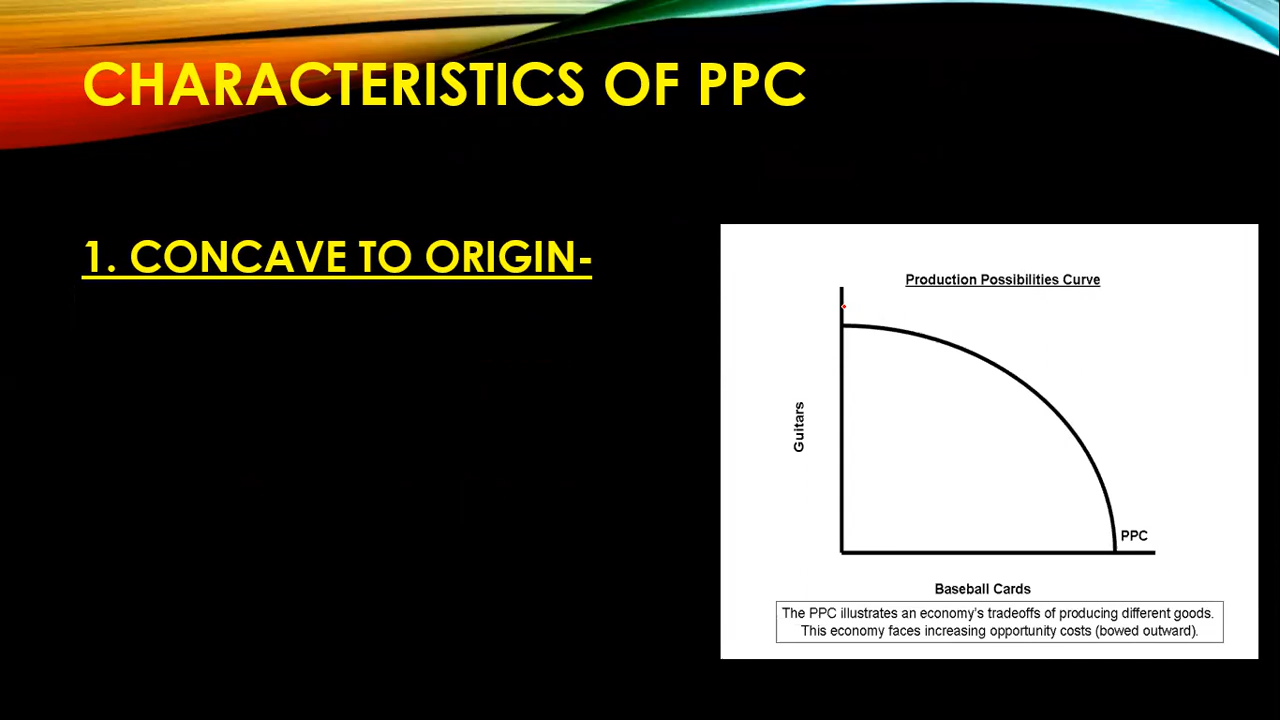 CHARACTERISTICS OF PPC
1. CONCAVE TO ORIGIN-
Production Possibilities Curve
Guitars
PPC
Baseball Cards
The PPC illustrates an economy's tradeoffs of producing different goods.
This economy faces increasing opportunity costs (bowed outward).